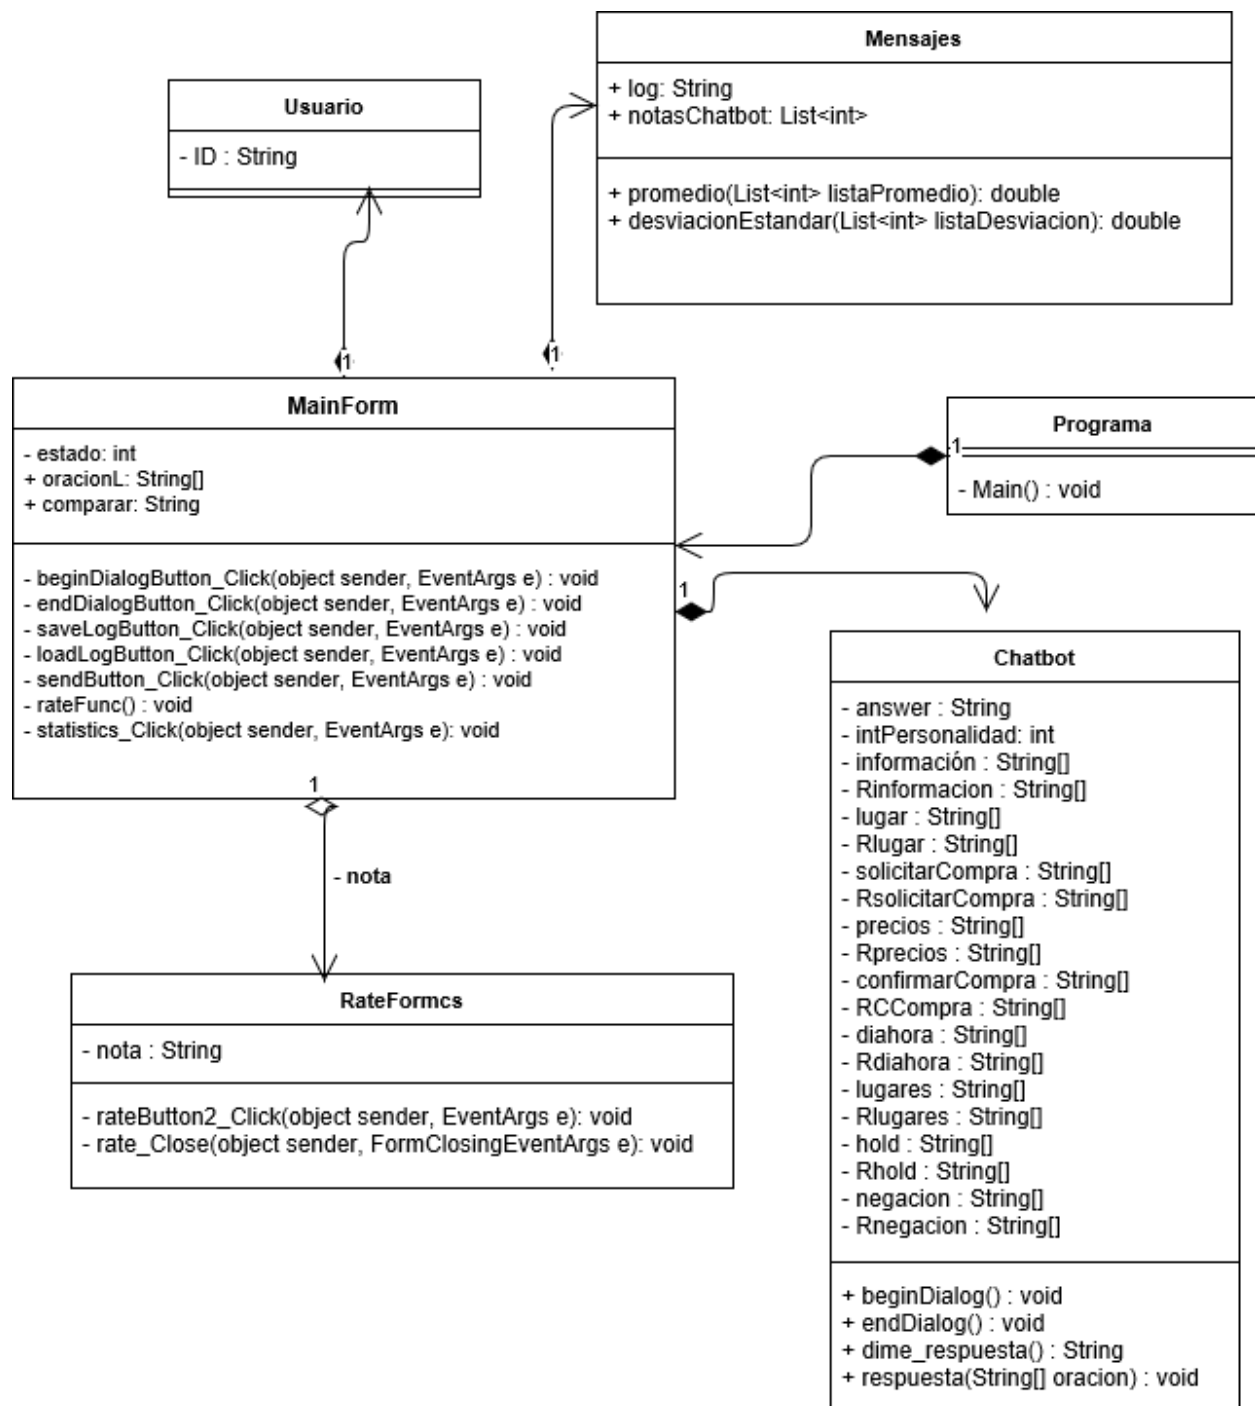 Mensajes
+ log: String
+ notasChatbot: List<int>
+ promedio(List<int> listaPromedio): double
+ desviacionEstandar(List<int> listaDesviacion): double
Usuario
- ID : String
1
1
MainForm
- estado: int
+ oracionL: String[]
+ comparar: String
- beginDialogButton_Click(object sender, EventArgs e) : void
- endDialogButton_Click(object sender, EventArgs e) : void
- saveLogButton_Click(object sender, EventArgs e) : void
- loadLogButton_Click(object sender, EventArgs e) : void
- sendButton_Click(object sender, EventArgs e) : void
- rateFunc() : void
- statistics_Click(object sender, EventArgs e): void
Programa
1
- Main() : void
1
1
- nota
RateFormcs
- nota : String
- rateButton2_Click(object sender, EventArgs e): void
- rate_Close(object sender, FormClosingEventArgs e): void
Chatbot
- answer : String
- intPersonalidad: int
- información : String[]
- Rinformacion : String[]
- lugar : String[]
- Rlugar : String[]
- solicitarCompra : String[]
- RsolicitarCompra : String[]
- precios : String[]
- Rprecios : String[]
- confirmarCompra : String[]
- RCCompra : String[]
- diahora : String[]
- Rdiahora : String[]
- lugares : String[]
- Rlugares : String[]
- hold : String[]
- Rhold : String[]
- negacion : String[]
- Rnegacion : String[]
+ beginDialog() : void
+ endDialog() : void
+ dime_respuesta() : String
+ respuesta(String[] oracion) : void